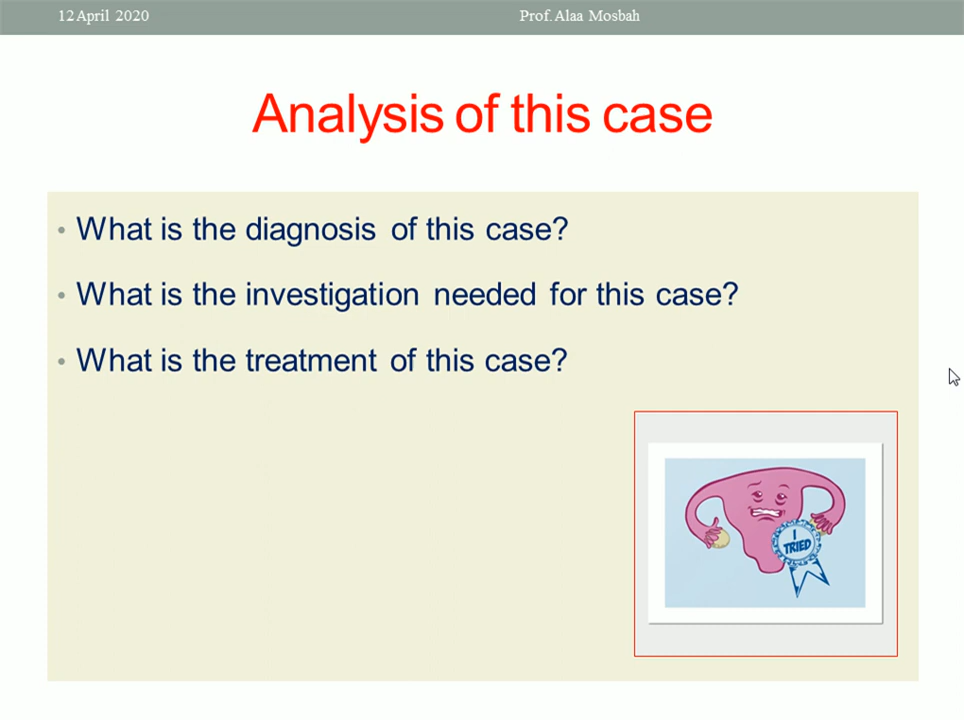 12 April 2020
Prof. Alaa Mosbah
Analysis of this case
• What is the diagnosis of this case?
• What is the investigation needed for this case?
• What is the treatment of this case?
I
TRIED